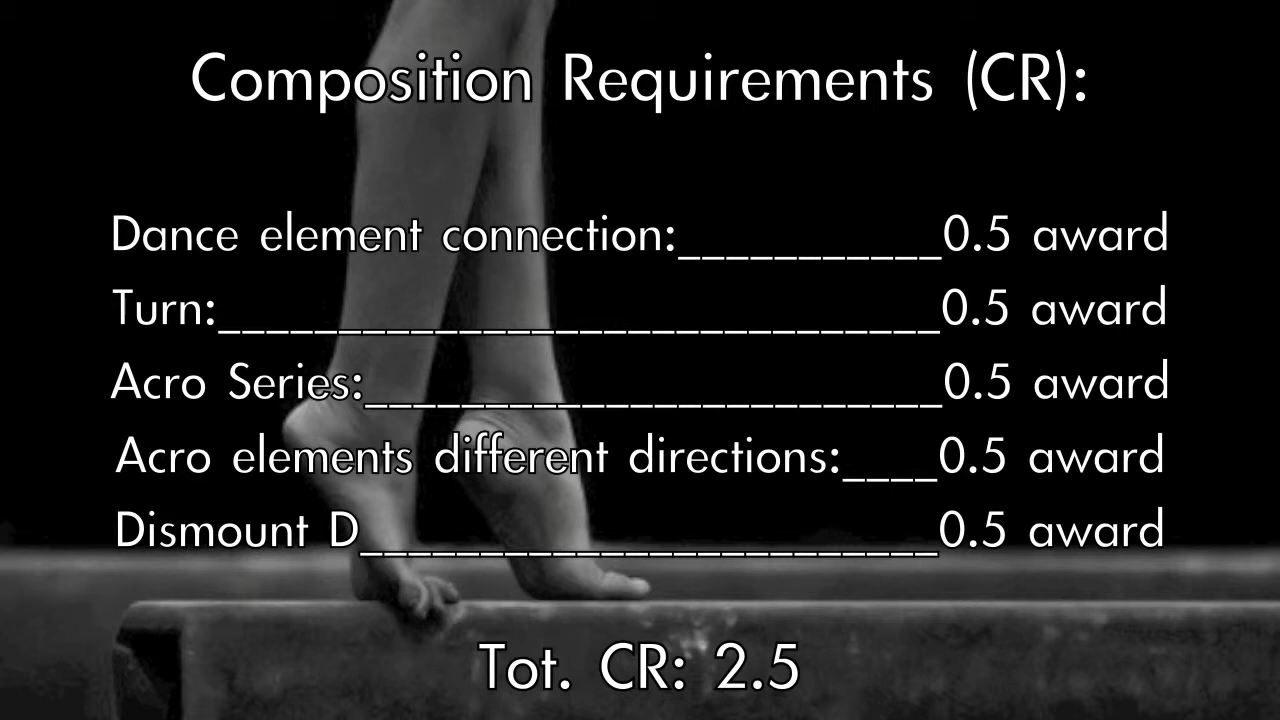 Composition Requirements (CR):
Dance element connection:___________0.5 award
Turn:______________________________0.5 award
Acro Series:________________________0.5 award
Acro elements different directions:____0.5 award
Dismount D________________________0.5 award
Tot. CR: 2.5